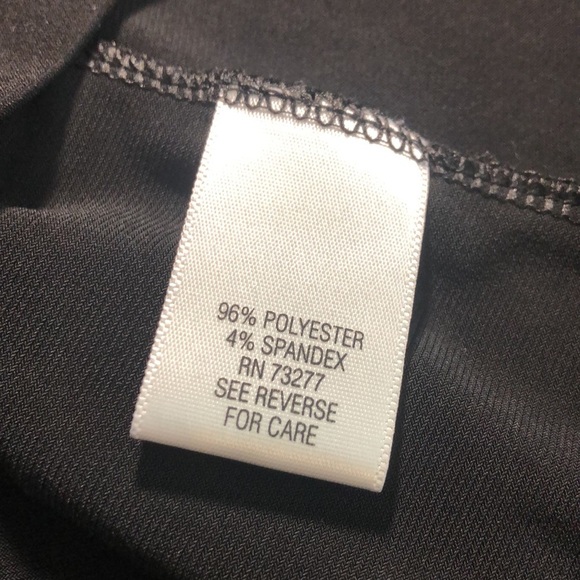 96% POLYESTER
4% SPANDEX
RN 73277
SEE REVERSE
FOR CARE